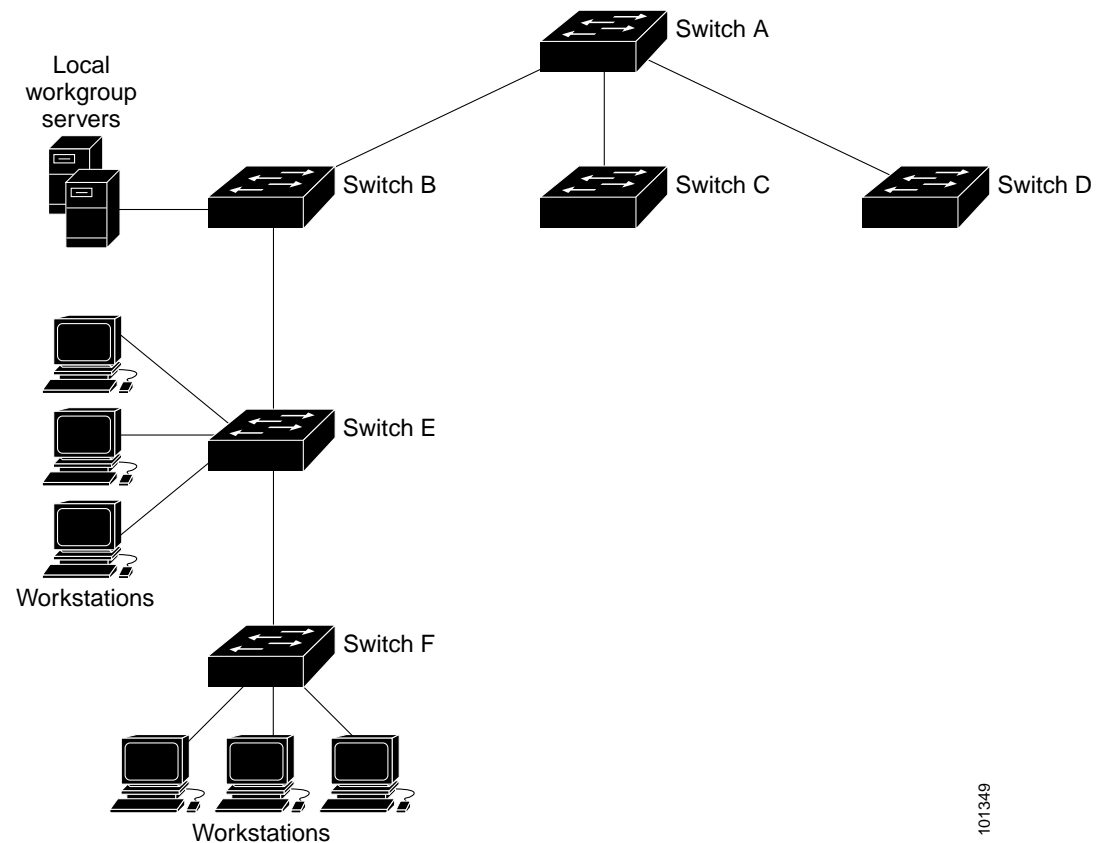 Switch A
Local
workgroup
servers
Switch B
Switch C
Switch D
Switch E
Workstations
Switch F
Workstations
101349